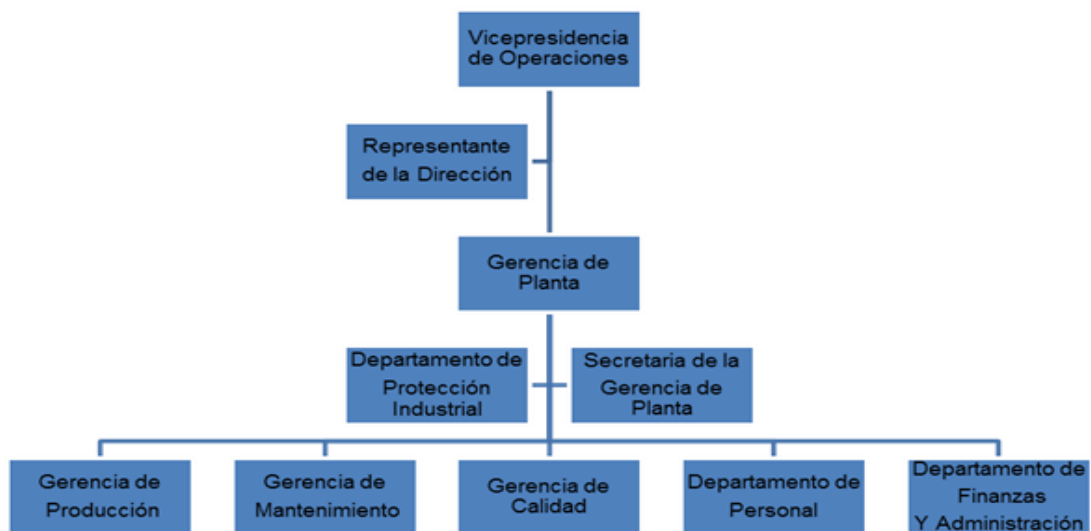 Vicepresidencia
de Operaciones
Representante
de la Dirección
Gerencia de
Planta
Departamento de
Protección
Industrial
Secretaria de la
Gerencia de
Planta
Gerencia de
Producción
Gerencia de
Mantenimiento
Gerencia de
Calidad
Departamento de
Personal
Departamento de
Finanzas
Y Administración